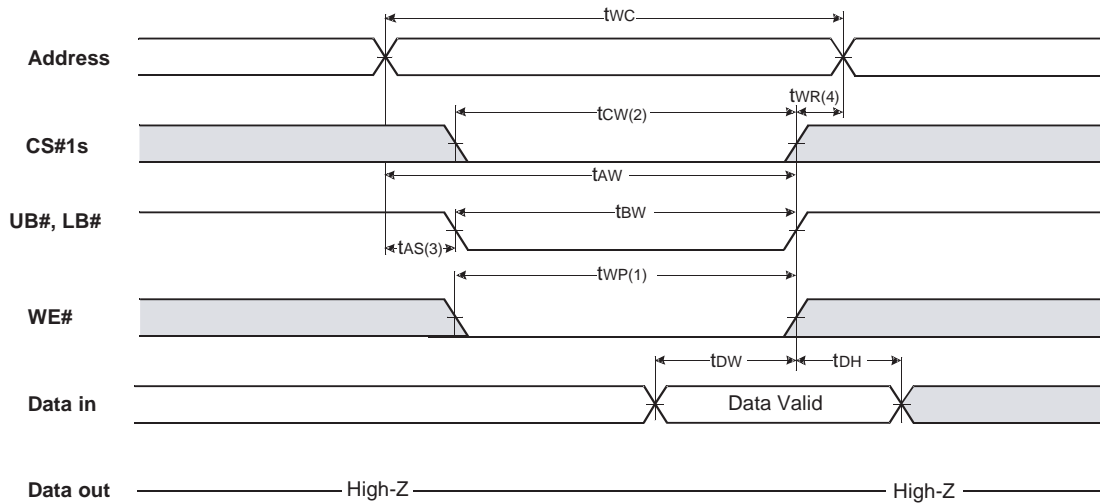 tWC
Address
tWR(4)
tCW(2)
CS#1s
tAW
tBW
UB#, LB#
tAS(3)
tWP(1)
WE#
tDW
tDH
Data in
Data Valid
Data out
High-Z
High-Z